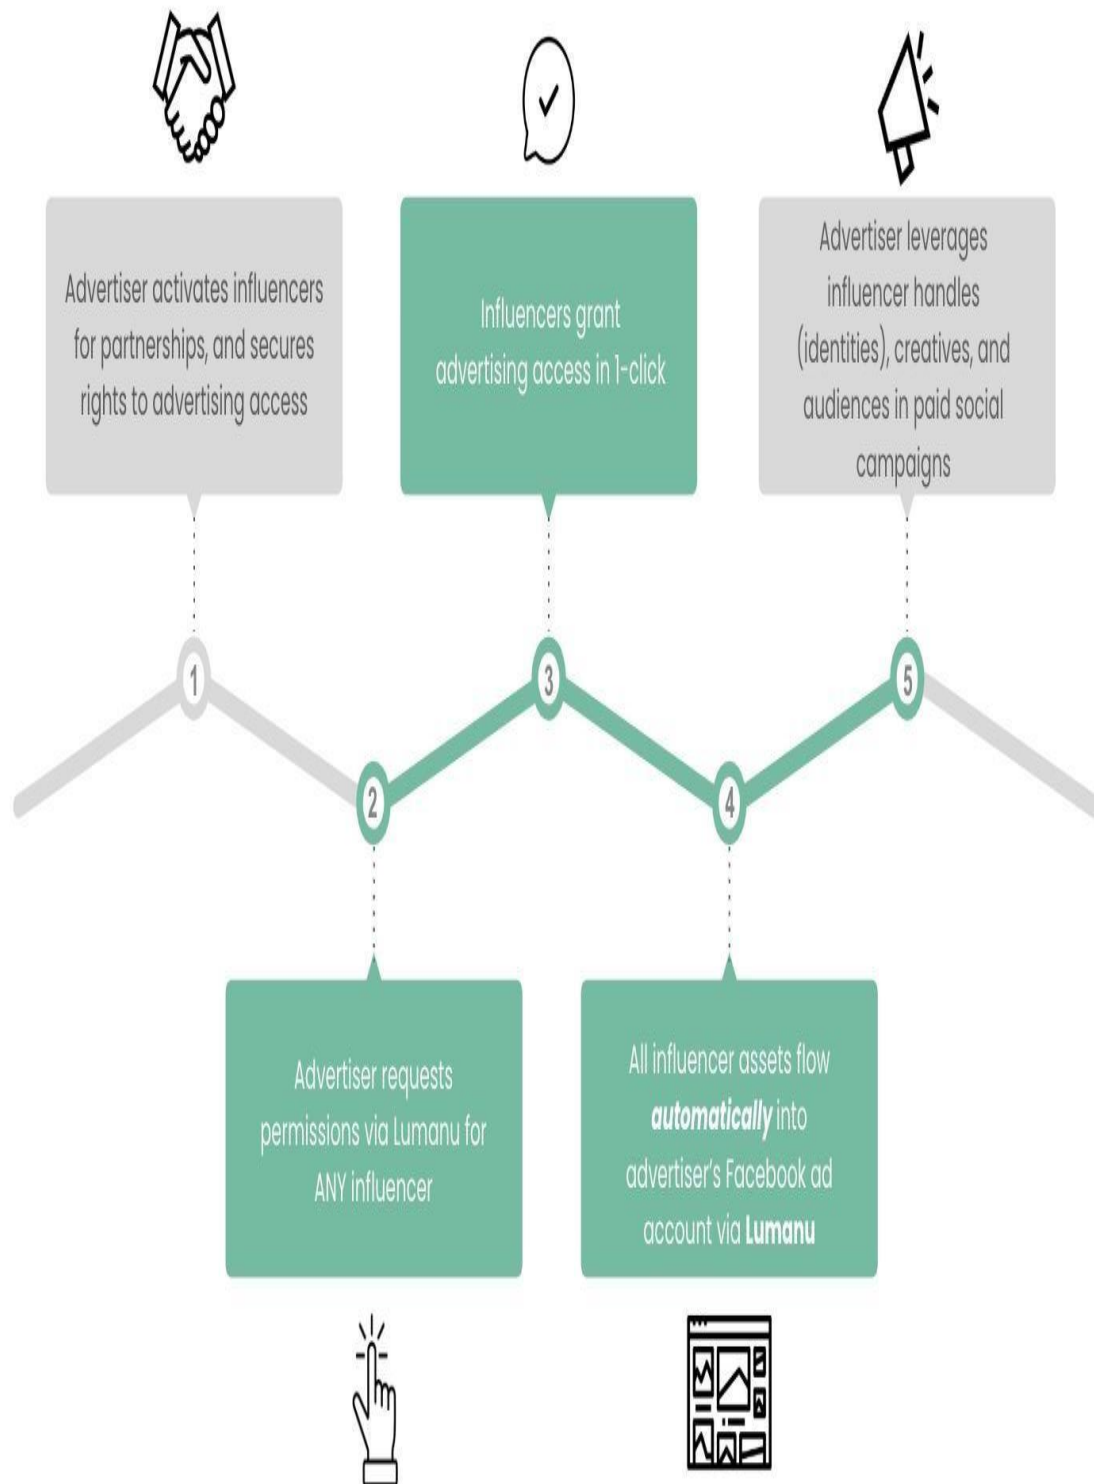 Advertiser activates influencers
for partnerships, and secures
rights to advertising access
Influencers grant
advertising access in 1-click
Advertiser leverages
influencer handles
(identities), creatives, and
audiences in paid social
campaigns
1
3
5
2
4
Advertiser requests
permissions via Lumanu for
ANY influencer
All influencer assets flow
automatically into
advertiser's Facebook ad
account via Lumanu